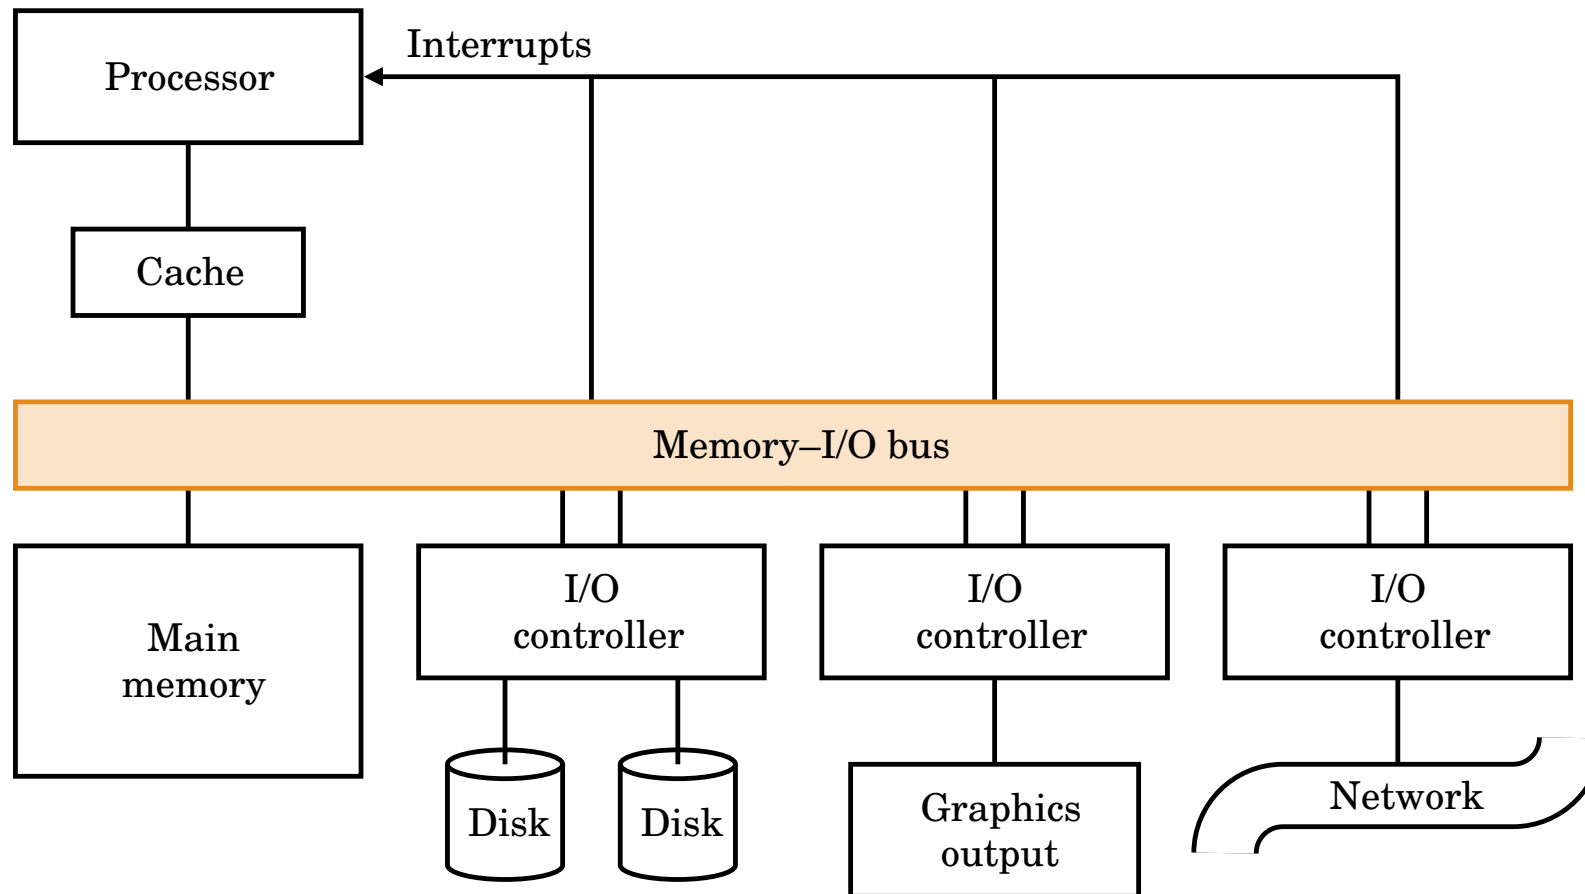 Interrupts
Processor
Cache
Memory–I/O bus
Main
memory
I/O
controller
I/O
controller
I/O
controller
Disk
Disk
Graphics
output
Network